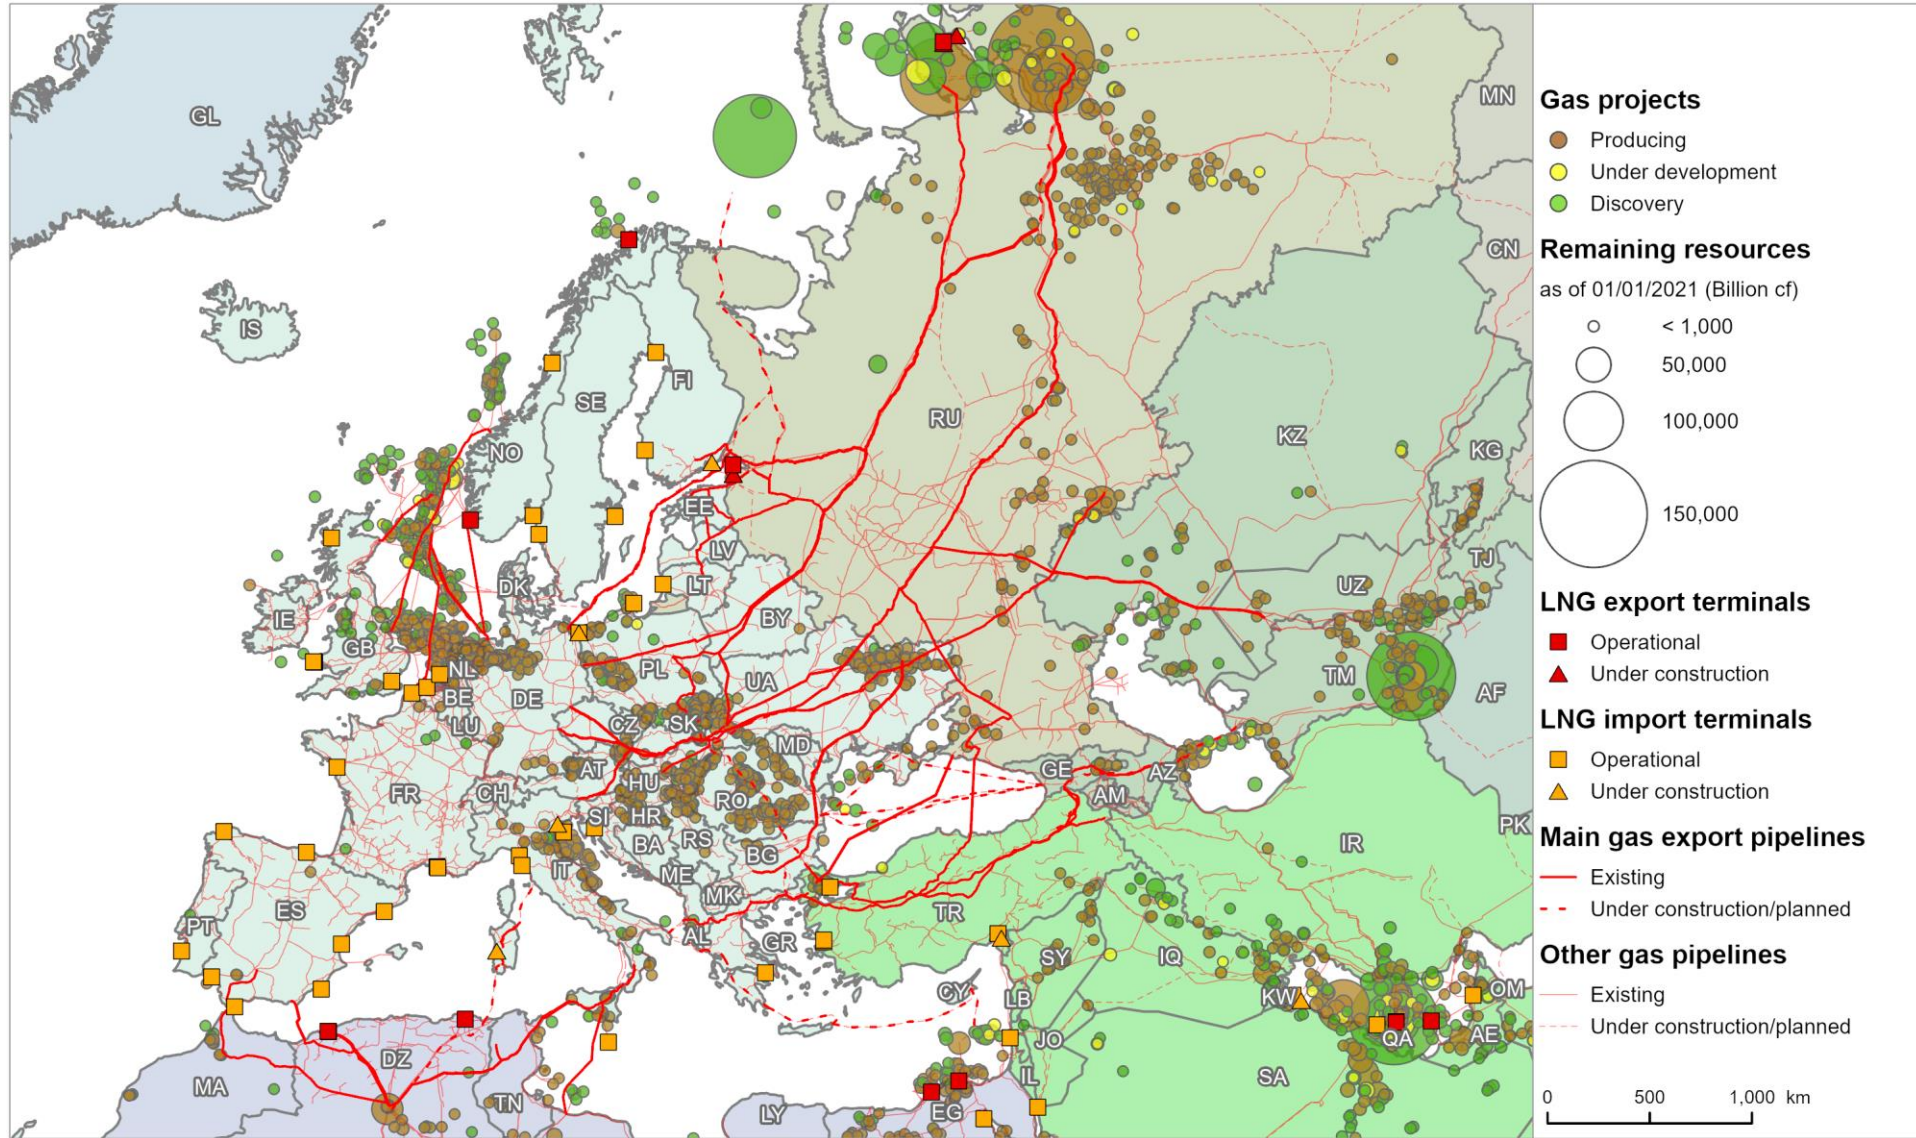 GL
MN
CN
IS
FI
SE
RU
NO
KZ
KG
EE
LV
TJ
DK
LT
UZ
IE
BY
GB
NL
PL
TM
BE
DE
UA
AF
LU
CZ
SK
MD
AT
GE
AZ
FR
CH
HU
RO
AM
SI
HR
PK
BA
RS
IR
BG
IT
ME
MK
ES
PT
TR
AL
GR
SY
IQ
CY
LB
KW
OM
JO
QA
AE
DZ
MA
IL
SA
TN
LY
EG
Gas projects
Producing
Under development
Discovery
Remaining resources
as of 01/01/2021 (Billion cf)
< 1,000
50,000
100,000
150,000
LNG export terminals
Operational
Under construction
LNG import terminals
Operational
Under construction
Main gas export pipelines
Existing
Under construction/planned
Other gas pipelines
Existing
Under construction/planned
0 500 1,000 km